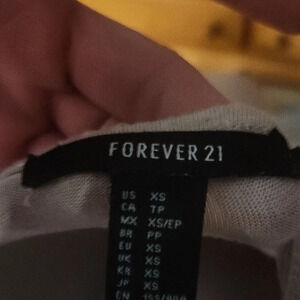 FOREVER 21
US XS
CA TP
MX XS/EP
BR PP
EU XS
UK XS
KR XS
JP XS
CN